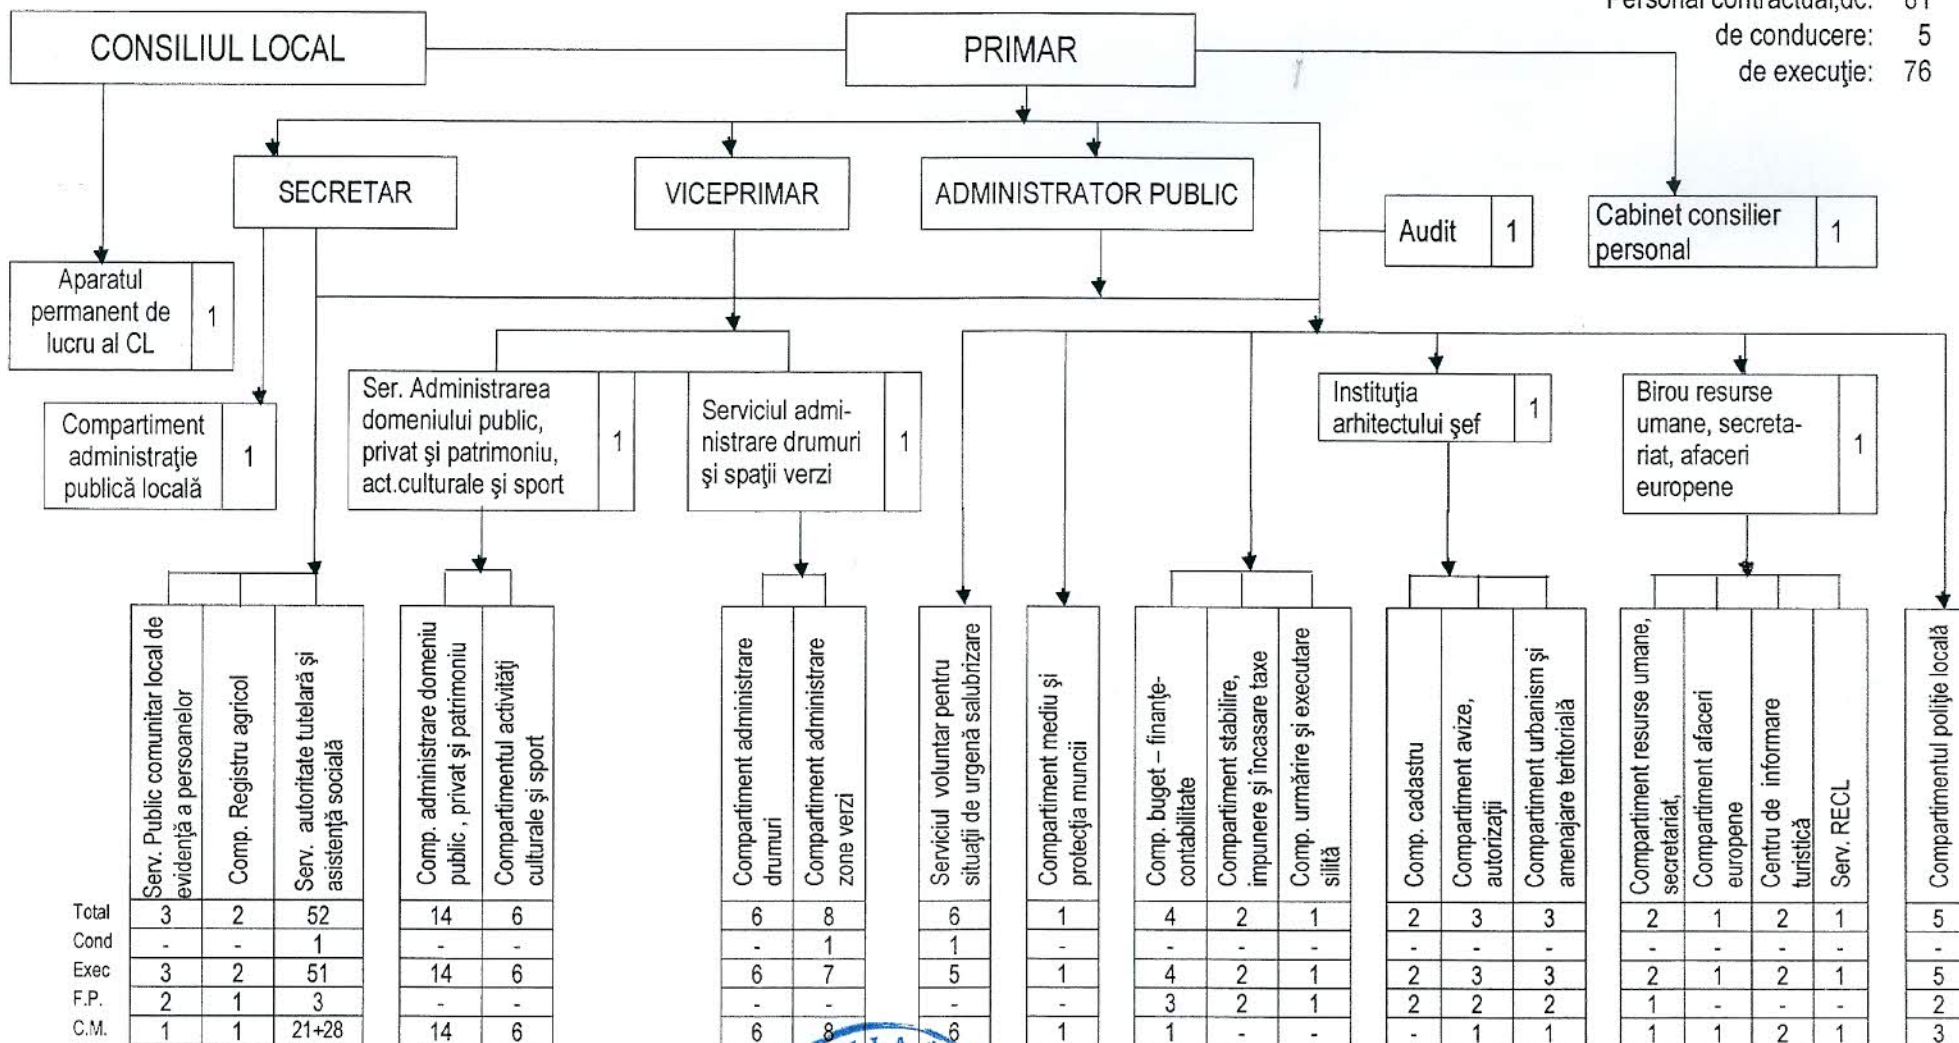 Personal contractual,dc: 81
de conducere: 5
de execuţie: 76
CONSILIUL LOCAL
PRIMAR
SECRETAR
VICEPRIMAR
ADMINISTRATOR PUBLIC
Audit 1
Cabinet consilier
personal 1
Aparatul
permanent de
lucru al CL 1
Compartiment
administraţie
publică locală 1
Ser. Administrarea
domeniului public,
privat şi patrimoniu,
act.culturale şi sport 1
Serviciul admi-
nistrare drumuri
şi spaţii verzi 1
Instituţia
arhitectului şef 1
Birou resurse
umane, secreta-
riat, afaceri
europene 1
Serv. Public comunitar local de
evidenţă a persoanelor
Comp. Registru agricol
Serv. autoritate tutelară şi
asistenţă socială
Comp. administrare domeniu
public , privat şi patrimoniu
Compartimentul activităţi
culturale şi sport
Compartiment administrare
drumuri
Compartiment administrare
zone verzi
Serviciul voluntar pentru
situaţii de urgenă salubrizare
Compartiment mediu şi
protecţia muncii
Comp. buget – finanţe-
contabilitate
Compartiment stabilire,
impunere şi încasare taxe
Comp. urmărire şi executare
silită
Comp. cadastru
Compartiment avize,
autorizaţii
Compartiment urbanism şi
amenajare teritorială
Compartiment resurse umane,
secretariat,
Compartiment afaceri
europene
Centru de informare
turistică
Serv. RECL
Compartimentul poliţie locală
Total 3 2 52 14 6 6 8 6 1 4 2 1 2 3 3 2 1 2 1 5
Cond - - 1 - - - 1 1 - - - - - - - - - - - -
Exec 3 2 51 14 6 6 7 5 1 4 2 1 2 3 3 2 1 2 1 5
F.P. 2 1 3 - - - - - - 3 2 1 2 2 2 1 - - - 2
C.M. 1 1 21+28 14 6 6 8 6 1 1 - - - 1 1 1 1 2 1 3